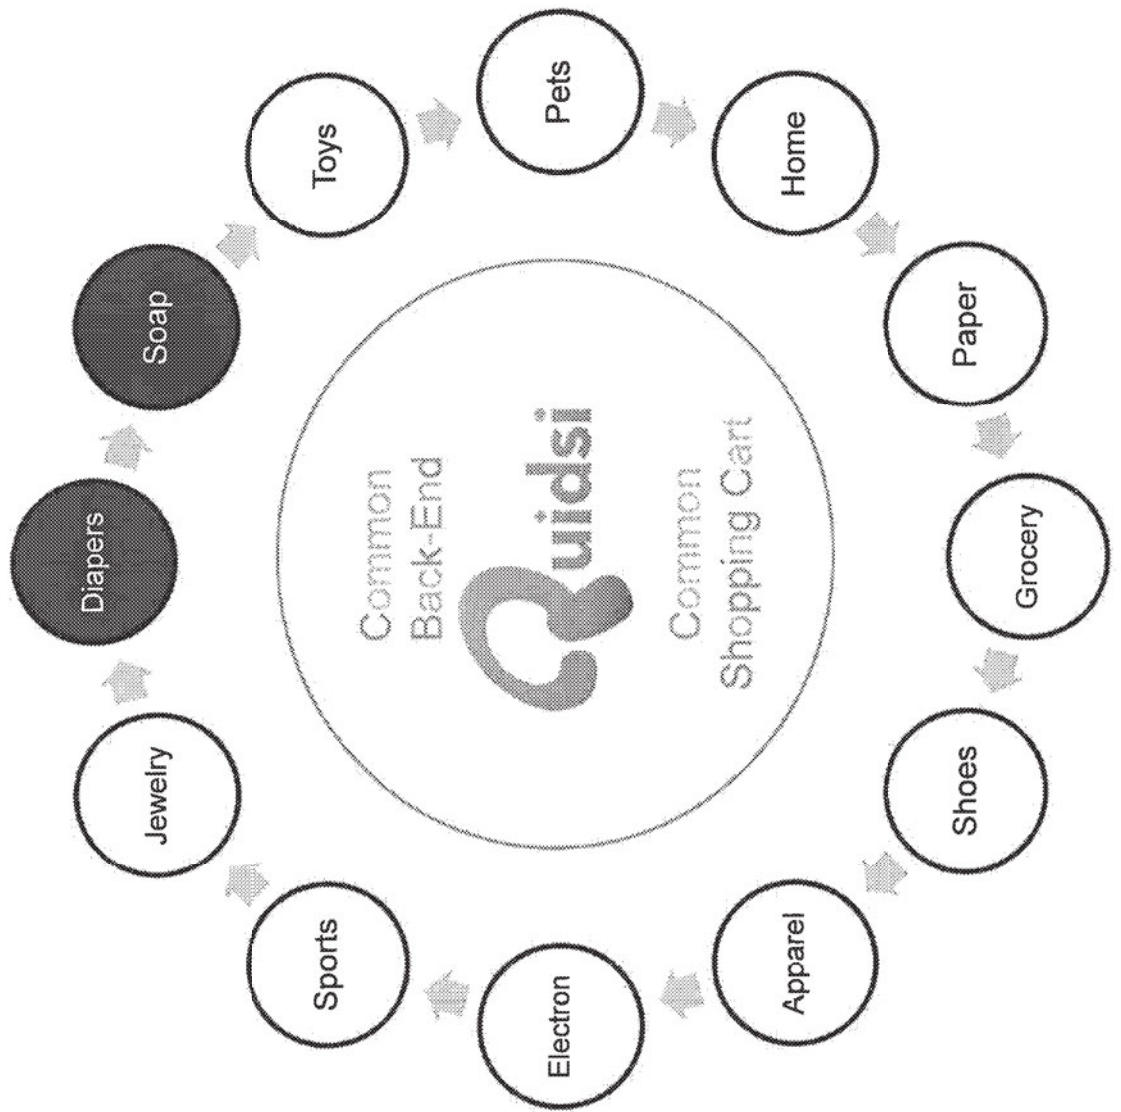 Diapers
Soap
Toys
Pets
Home
Paper
Grocery
Shoes
Apparel
Electron
Sports
Jewelry
Common
Back-End
Quidsi
Common
Shopping Cart